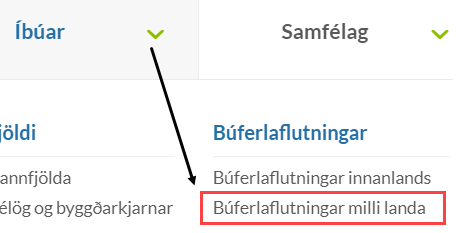 Íbúar Samfélag
jöldi Búferlaflutningar
annfjölda Búferlaflutningar innanlands
élög og byggðarkjarnar Búferlaflutningar milli landa